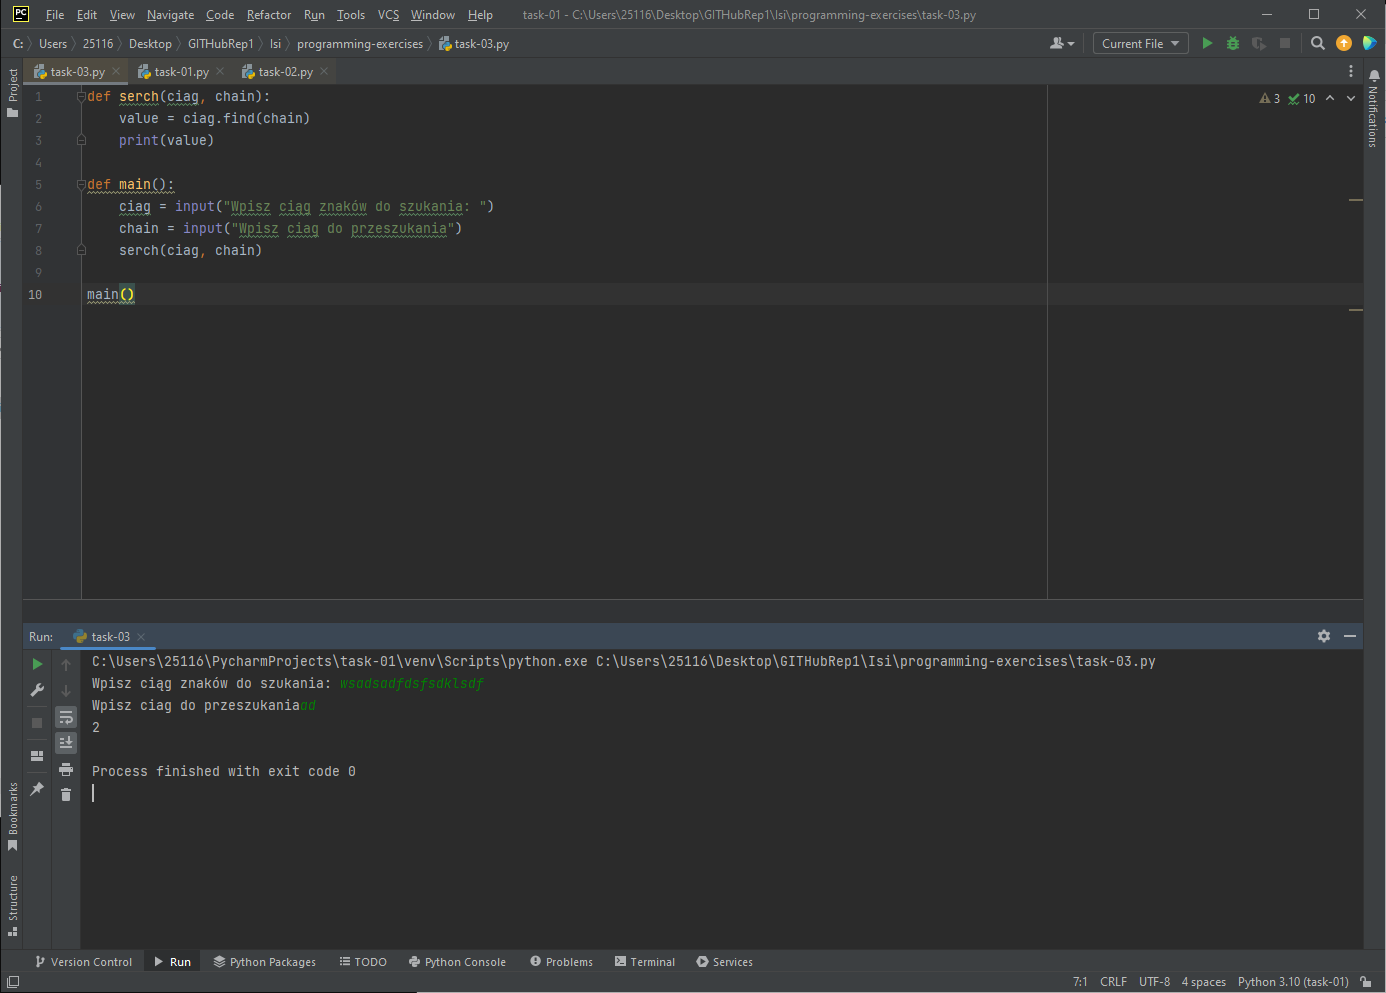 PC File Edit View Navigate Code Refactor Run Tools VCS Window Help task-01 - C:\Users\25116\Desktop\GITHubRep1\Isi\programming-exercises\task-03.py
C: Users 25116 Desktop GITHubRep1 Isi programming-exercises task-03.py Current File
task-03.py task-01.py task-02.py
Project
Notifications
1 def serch(ciag, chain): 3 10
2 value = ciag.find(chain)
3 print(value)
4
5 def main():
6 ciag = input("Wpisz ciąg znaków do szukania: ")
7 chain = input("Wpisz ciag do przeszukania")
8 serch(ciag, chain)
9
10 main()
Run: task-03
C:\Users\25116\PycharmProjects\task-01\venv\Scripts\python.exe C:\Users\25116\Desktop\GITHubRep1\Isi\programming-exercises\task-03.py
Wpisz ciąg znaków do szukania: wsadsadfdsfsdklsdf
Wpisz ciag do przeszukaniaad
2
Process finished with exit code 0
Bookmarks
Structure
Version Control Run Python Packages TODO Python Console Problems Terminal Services
7:1 CRLF UTF-8 4 spaces Python 3.10 (task-01)